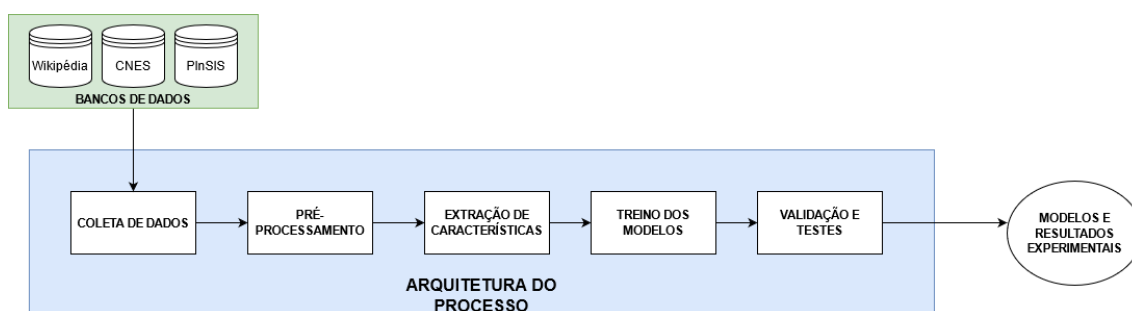 Wikipédia
CNES
PInSIS
BANCOS DE DADOS
COLETA DE DADOS
PRÉ-
PROCESSAMENTO
EXTRAÇÃO DE
CARACTERÍSTICAS
TREINO DOS
MODELOS
VALIDAÇÃO E
TESTES
MODELOS E
RESULTADOS
EXPERIMENTAIS
ARQUITETURA DO
PROCESSO